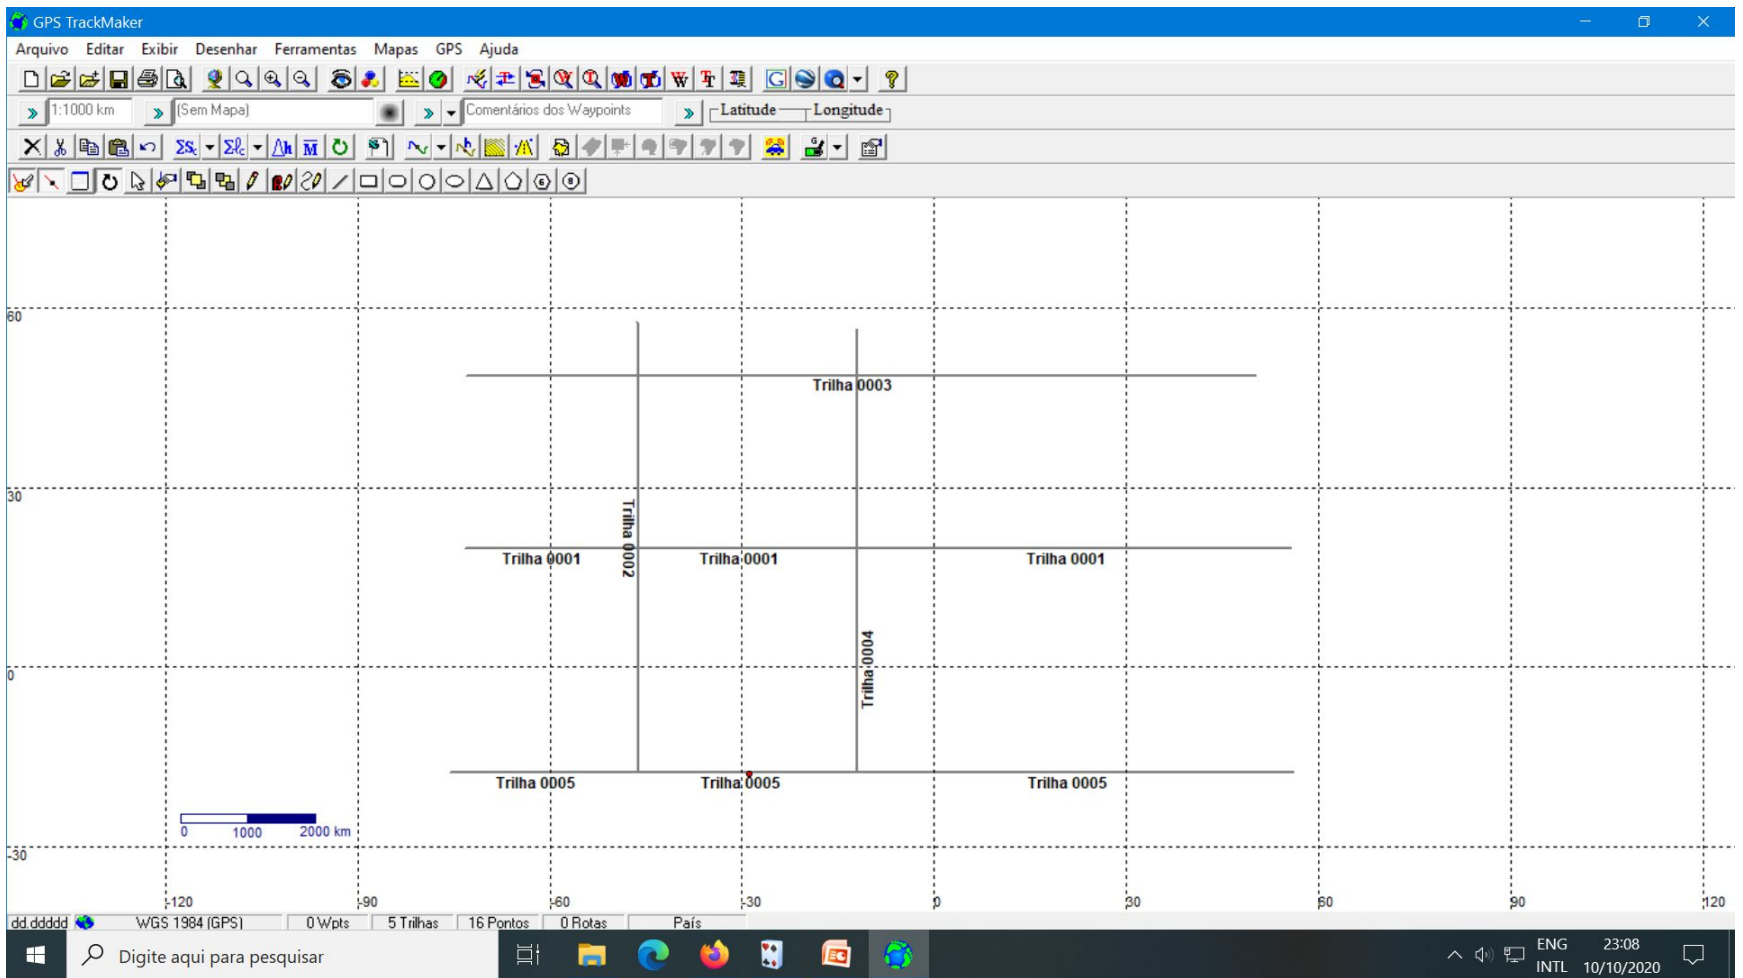 GPS TrackMaker
Arquivo Editar Exibir Desenhar Ferramentas Mapas GPS Ajuda
1:1000 km (Sem Mapa) Comentários dos Waypoints Latitude Longitude
60
Trilha 0003
30
Trilha 0002
Trilha 0001 Trilha 0001 Trilha 0001
Trilha 0004
0
Trilha 0005 Trilha 0005 Trilha 0005
0 1000 2000 km
-30
-120 -90 -60 -30 0 30 60 90 120
dd.ddddd WGS 1984 (GPS) 0 Wpts 5 Trilhas 16 Pontos 0 Rotas País
Digite aqui para pesquisar
ENG 23:08
INTL 10/10/2020